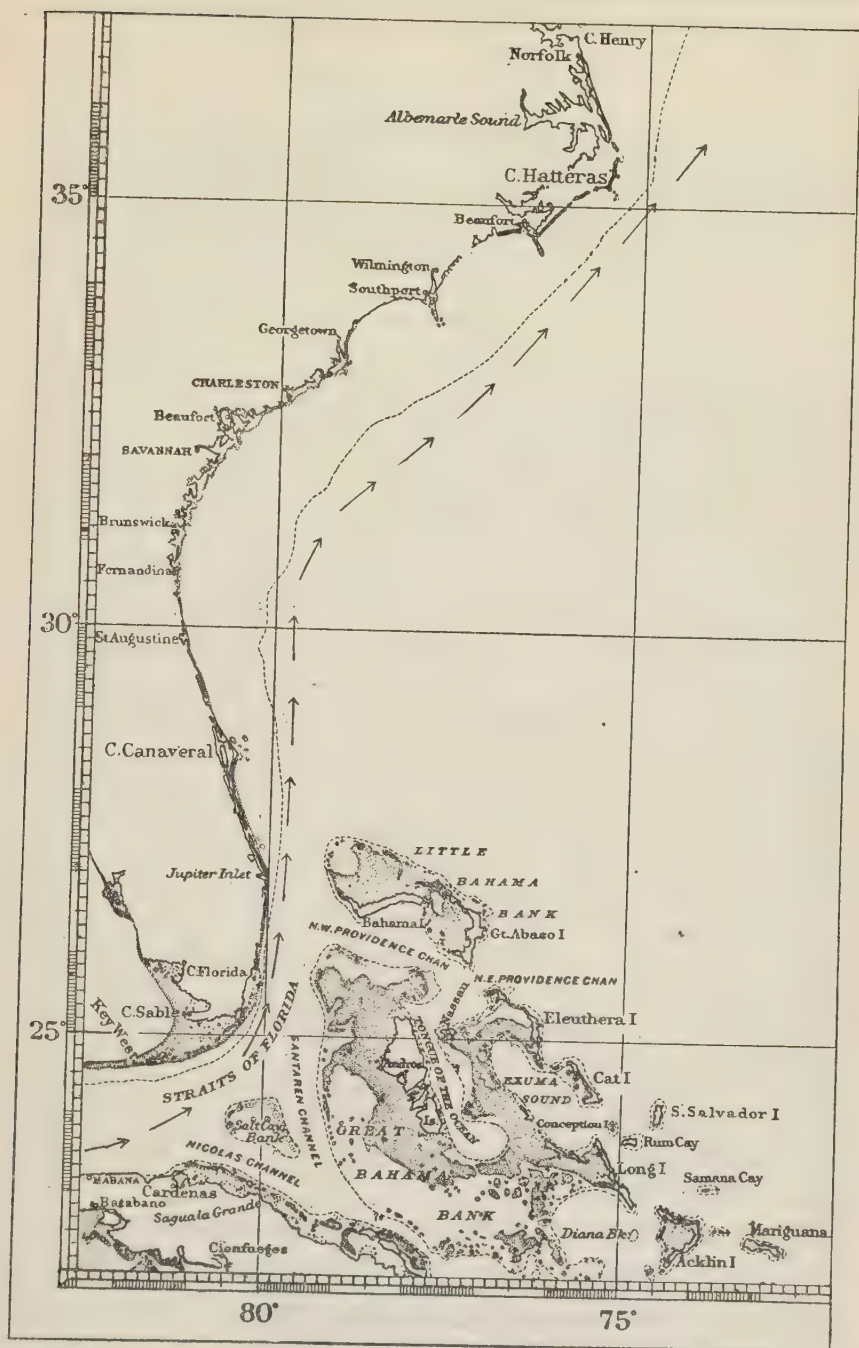 C. Henry
Norfolk
Albemarle Sound
C. Hatteras
35°
Beaufort
Wilmington
Southport
Georgetown
CHARLESTON
Beaufort
SAVANNAH
Brunswick
Fernandina
30°
St Augustine
C. Canaveral
LITTLE
Jupiter Inlet
BAHAMA
BANK
Bahama I
Gt. Abaco I
N.W. PROVIDENCE CHAN
C. Florida
N.E. PROVIDENCE CHAN
Nassau
C. Sable
Eleuthera I
Key West
25°
STRAITS OF FLORIDA
SANTAREN CHANNEL
Andros
Is
TONGUE OF THE OCEAN
EXUMA
SOUND
Cat I
S. Salvador I
Salt Cay
Bank
GREAT
Conception I
Rum Cay
NICOLAS CHANNEL
BAHAMA
Long I
Samana Cay
HABANA
Cardenas
Batabano
Saguala Grande
BANK
Diana Bk
Mariguana
Cienfuegos
Acklin I
80°
75°